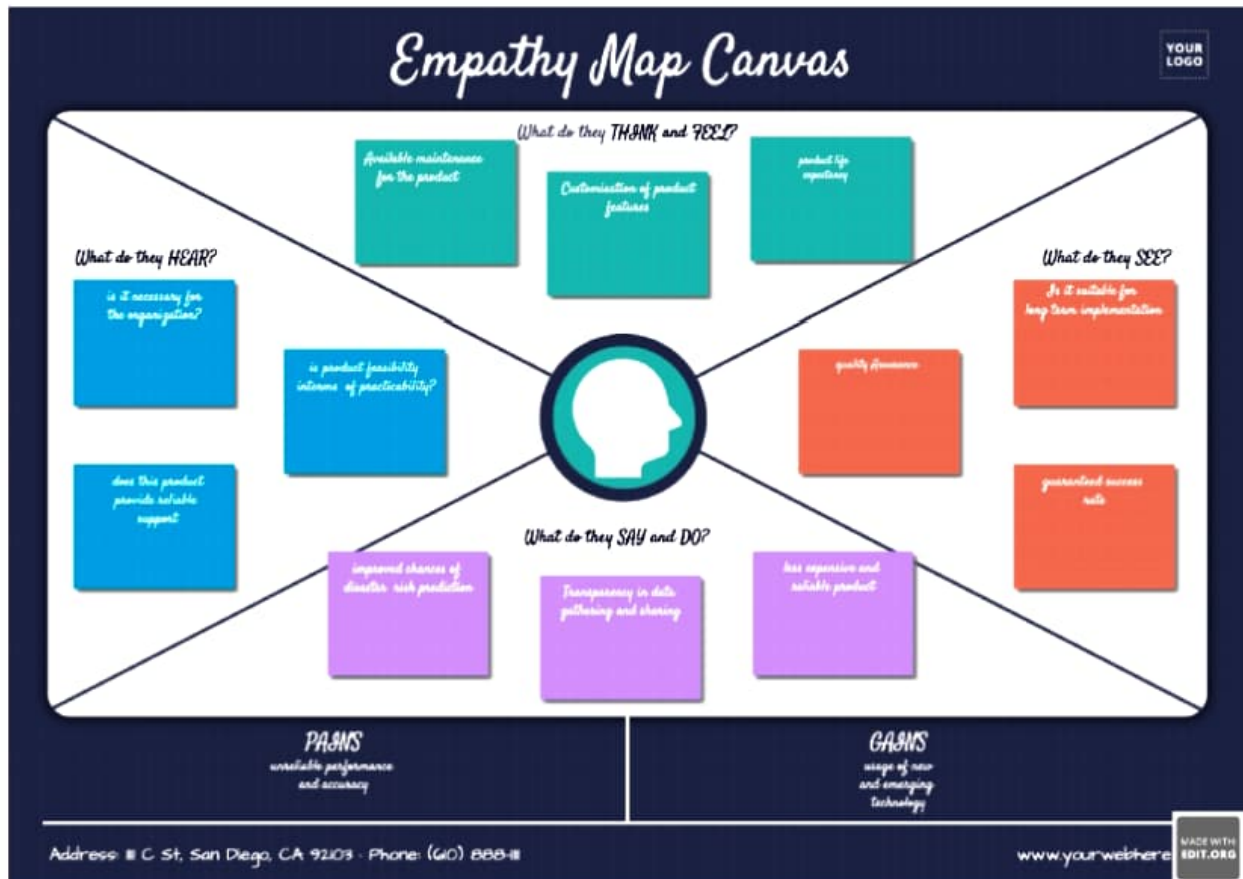 Empathy Map Canvas
YOUR
LOGO
What do they THINK and FEEL?
Available maintenance
for the product
Customisation of product
features
product life
expectancy
What do they HEAR?
is it necessary for
the organization?
is product feasibility
interms of practicability?
does this product
provide reliable
support
What do they SEE?
Is it suitable for
long term implementation
quality Assurance
guaranteed success
rate
What do they SAY and DO?
improved chances of
disaster risk prediction
Transparency in data
gathering and sharing
less expensive and
reliable product
PAINS
unreliable performance
and accuracy
GAINS
usage of new
and emerging
technology
Address: C St, San Diego, CA 92103 - Phone: (610)
www.yourwebhere
MADE WITH
EDIT.ORG